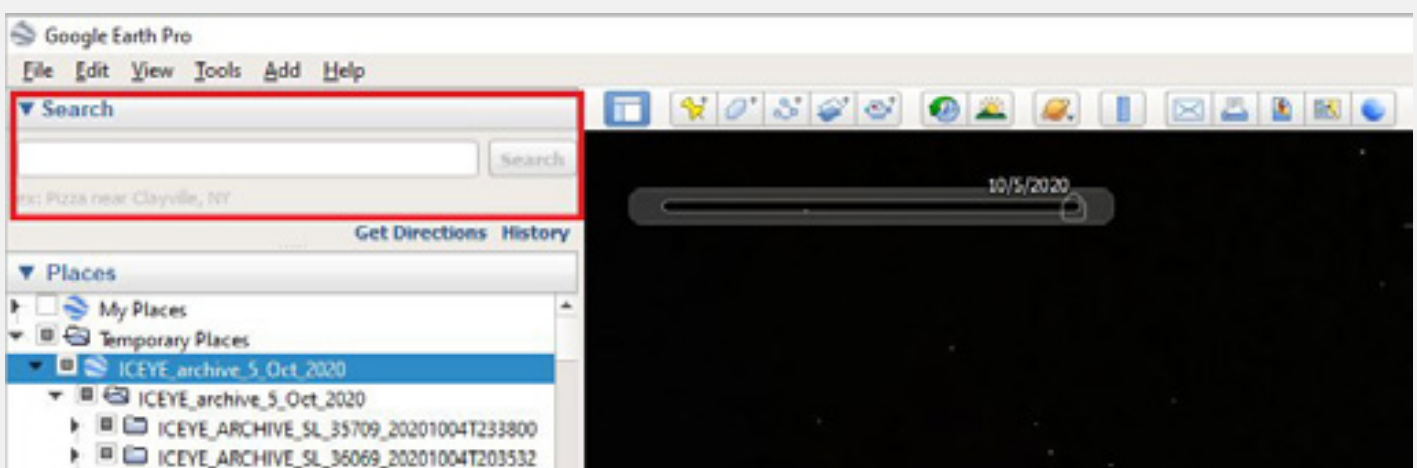 Google Earth Pro
File Edit View Tools Add Help
Search
Search
ex: Pizza near Clayville, NY
10/5/2020
Get Directions History
Places
My Places
Temporary Places
ICEYE_archive_5_Oct_2020
ICEYE_archive_5_Oct_2020
ICEYE_ARCHIVE_SL_35709_20201004T233800
ICEYE_ARCHIVE_SL_36069_20201004T203532